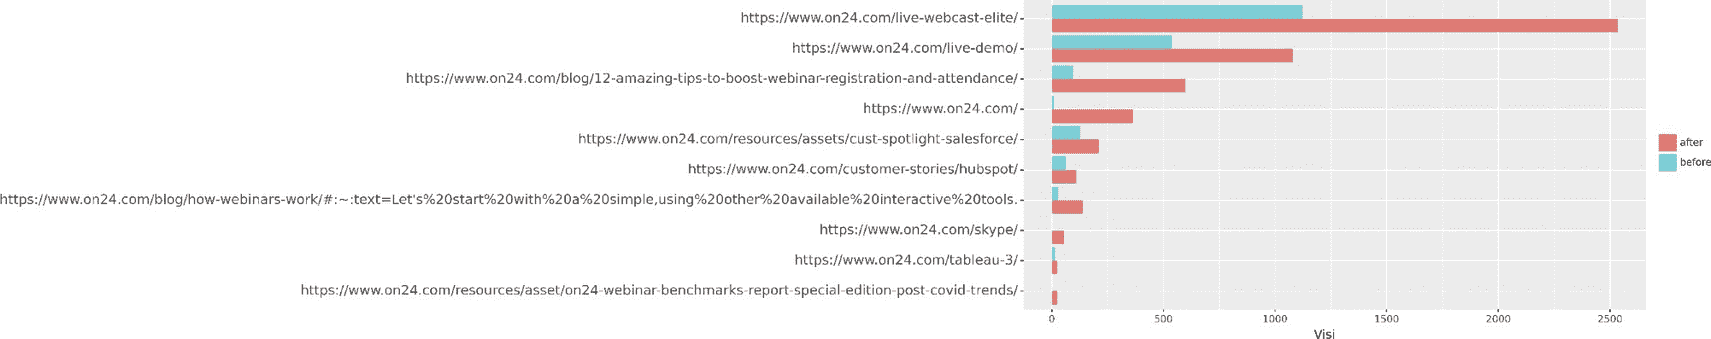 https://www.on24.com/live-webcast-elite/
https://www.on24.com/live-demo/
https://www.on24.com/blog/12-amazing-tips-to-boost-webinar-registration-and-attendance/
https://www.on24.com/
https://www.on24.com/resources/assets/cust-spotlight-salesforce/
https://www.on24.com/customer-stories/hubspot/
https://www.on24.com/blog/how-webinars-work/#:~:text=Let's%20start%20with%20a%20simple,using%20other%20available%20interactive%20tools.
https://www.on24.com/skype/
https://www.on24.com/tableau-3/
https://www.on24.com/resources/asset/on24-webinar-benchmarks-report-special-edition-post-covid-trends/
0 500 1000 1500 2000 2500
Visi
after
before